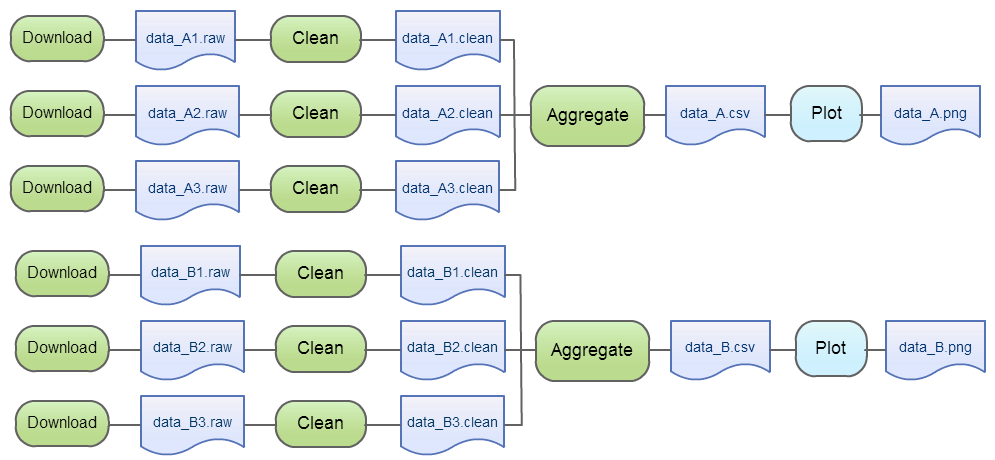 Download data_A1.raw Clean data_A1.clean
Download data_A2.raw Clean data_A2.clean Aggregate data_A.csv Plot data_A.png
Download data_A3.raw Clean data_A3.clean
Download data_B1.raw Clean data_B1.clean
Download data_B2.raw Clean data_B2.clean Aggregate data_B.csv Plot data_B.png
Download data_B3.raw Clean data_B3.clean